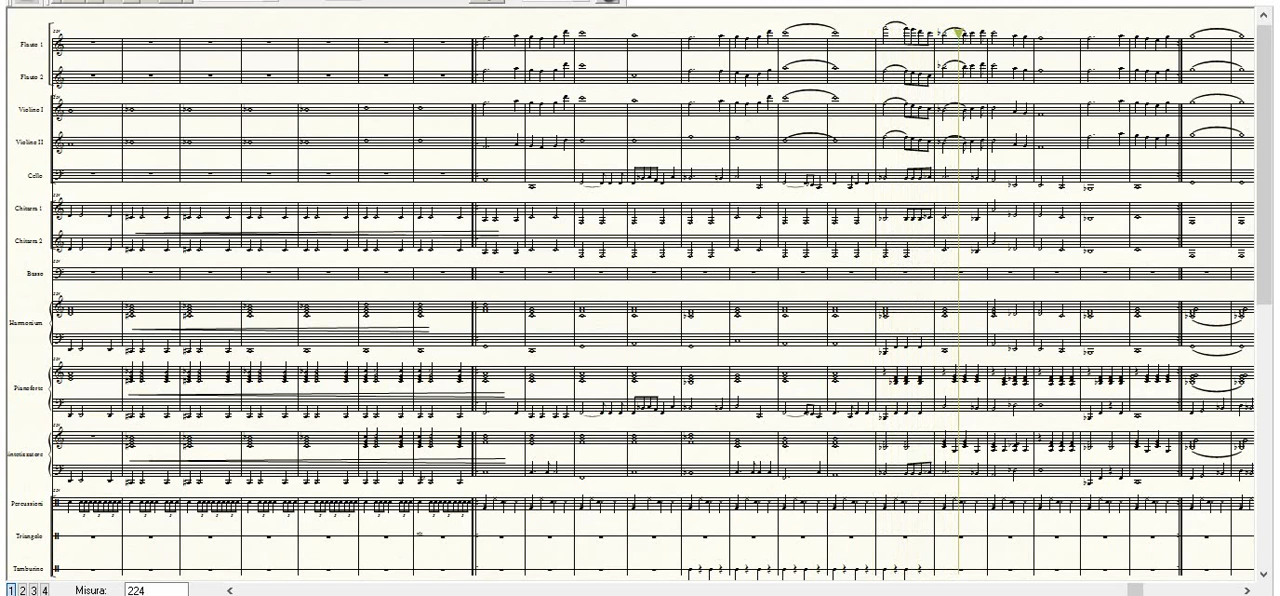 Flauto 1
Flauto 2
Violino I
Violino II
Cello
Chitarra 1
Chitarra 2
Basso
Harmonium
Pianoforte
Percussioni
Triangolo
Tamburino
1 2 3 4 Misura: 224